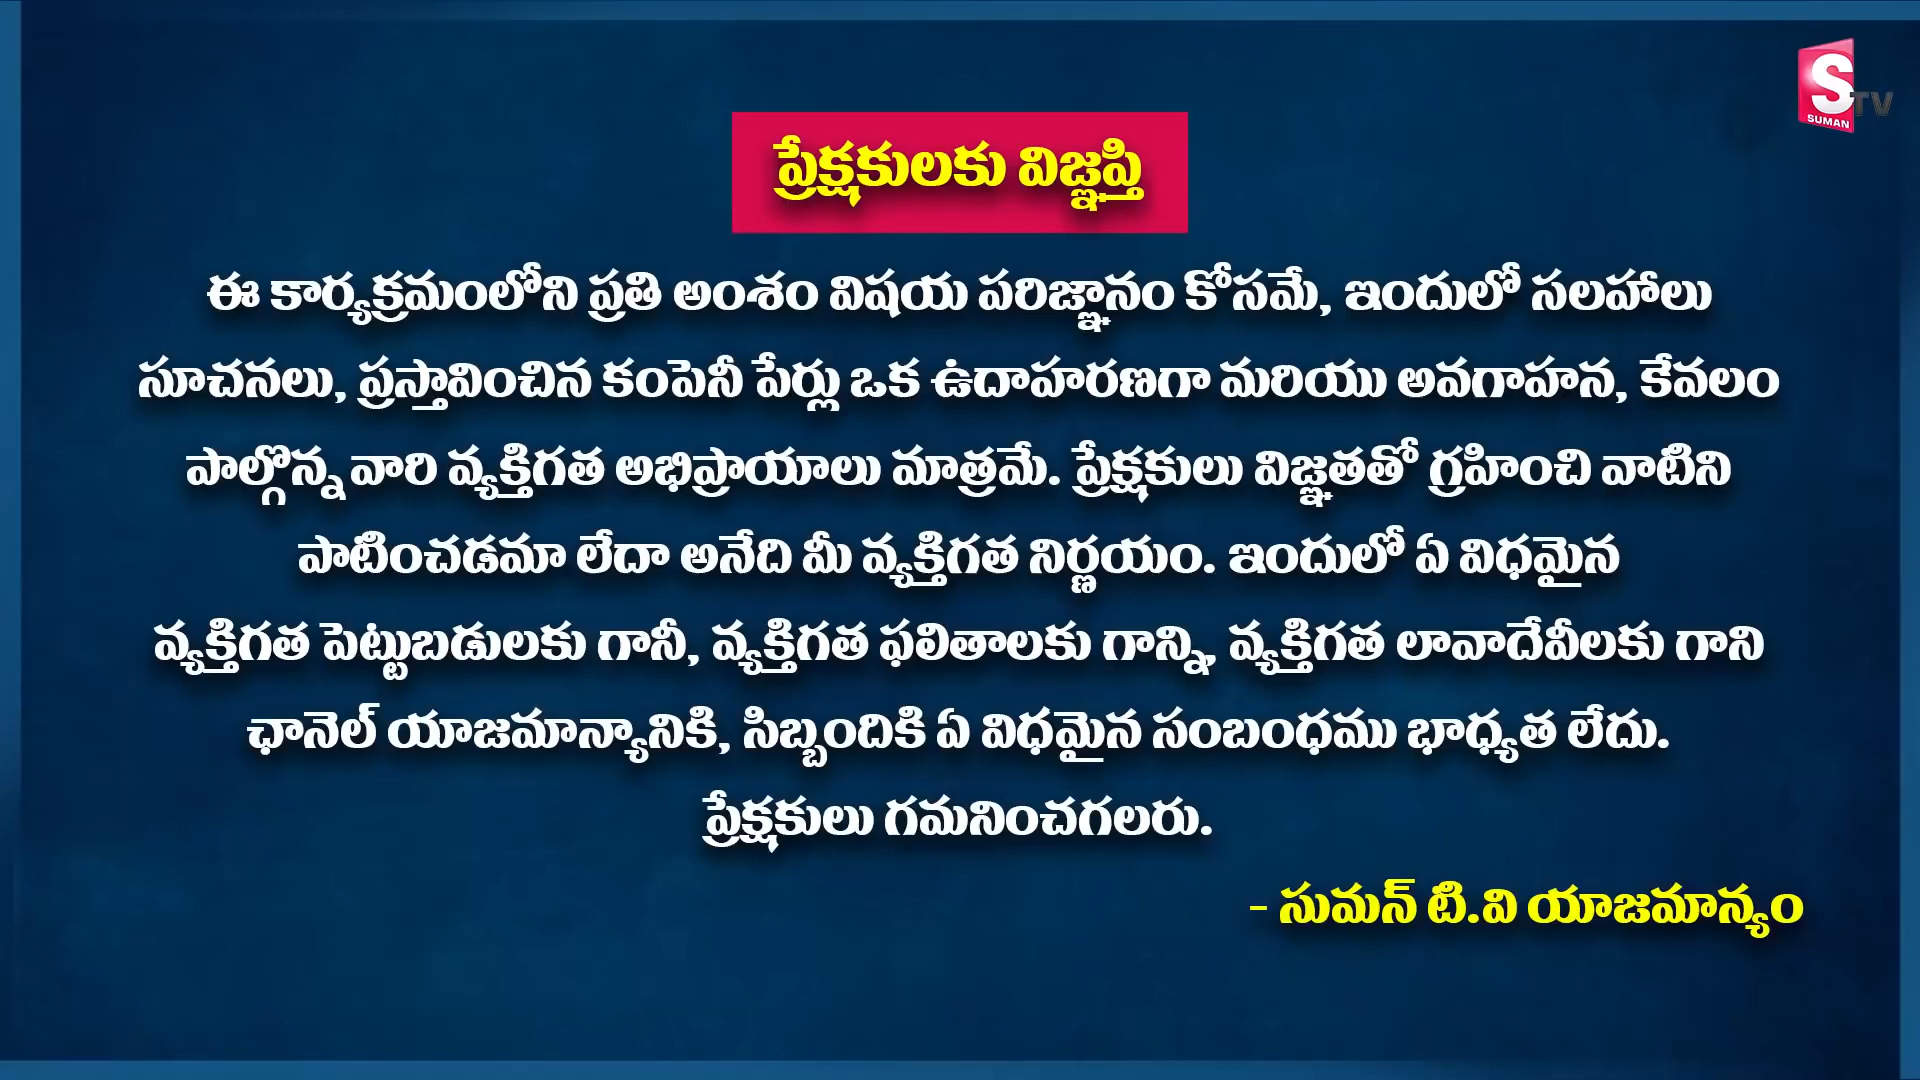 S
TV
SUMAN
ప్రేక్షకులకు విజ్ఞప్తి
ఈ కార్యక్రమంలోని ప్రతి అంశం విషయ పరిజ్ఞానం కోసమే, ఇందులో సలహాలు
సూచనలు, ప్రస్తావించిన కంపెనీ పేర్లు ఒక ఉదాహరణగా మరియు అవగాహన, కేవలం
పాల్గొన్నవారి వ్యక్తిగత అభిప్రాయాలు మాత్రమే. ప్రేక్షకులు విజ్ఞతతో గ్రహించి వాటిని
పాటించడమా లేదా అనేది మీ వ్యక్తిగత నిర్ణయం. ఇందులో ఏ విధమైన
వ్యక్తిగత పెట్టుబడులకు గానీ, వ్యక్తిగత ఫలితాలకు గాన్ని, వ్యక్తిగత లావాదేవీలకు గాని
ఛానెల్ యాజమాన్యానికి, సిబ్బందికి ఏ విధమైన సంబంధము భాధ్యత లేదు.
ప్రేక్షకులు గమనించగలరు.
- సుమన్ టి.వి యాజమాన్యం